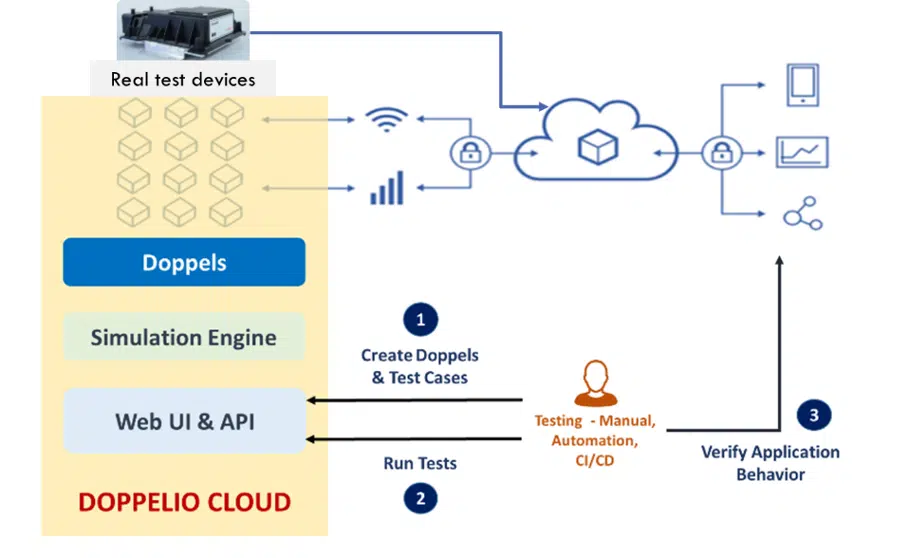 Real test devices
Doppels
Simulation Engine
Web UI & API
DOPPELIO CLOUD
1
Create Doppels
& Test Cases
Run Tests
2
Testing - Manual,
Automation,
CI/CD
3
Verify Application
Behavior